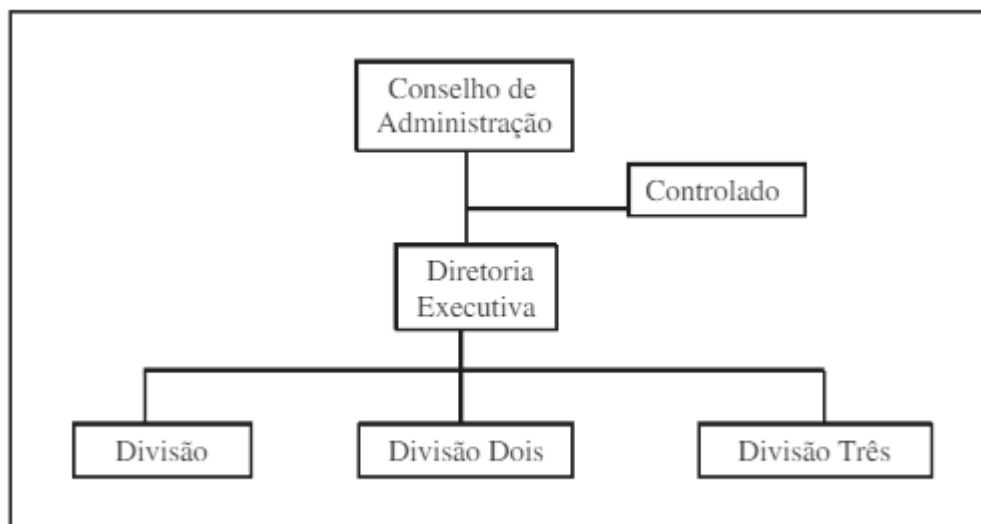 Conselho de
Administração
Controlado
Diretoria
Executiva
Divisão
Divisão Dois
Divisão Três